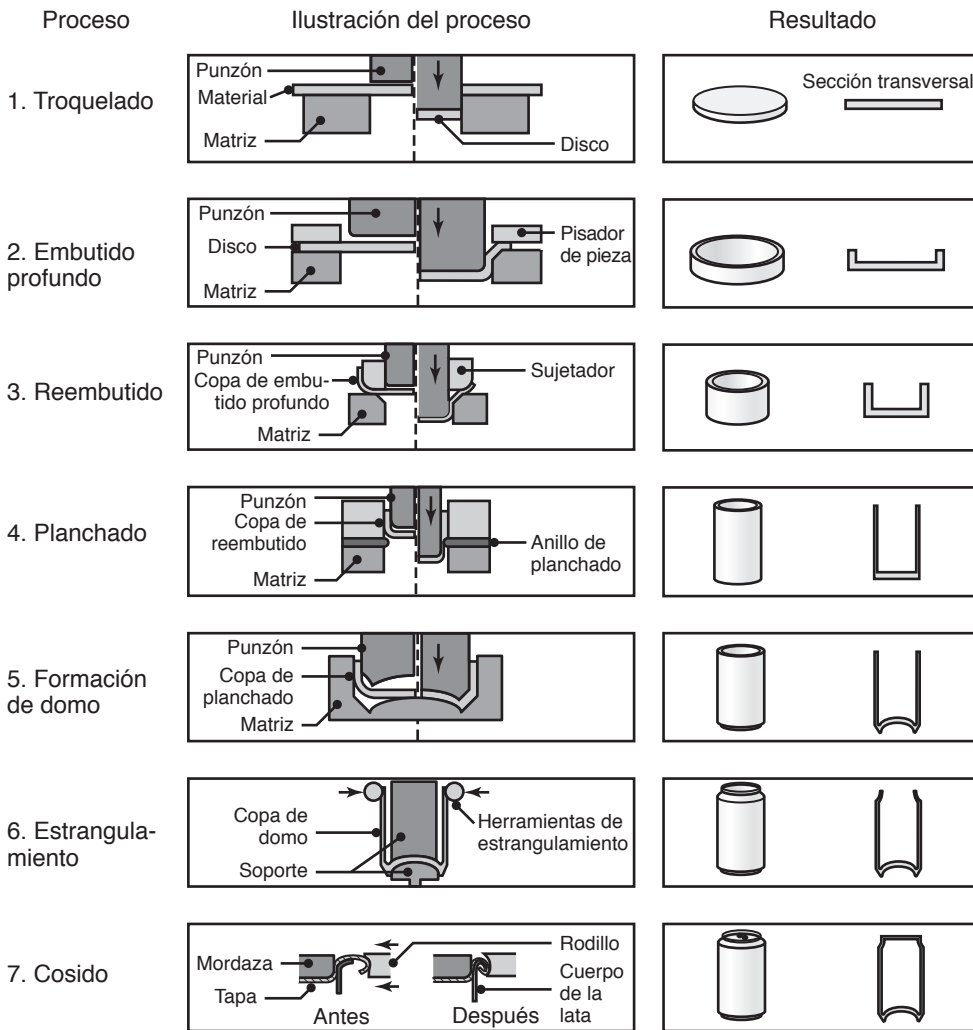 Proceso
Ilustración del proceso
Resultado
1. Troquelado
Punzón
Material
Matriz
Disco
Sección transversal
2. Embutido
profundo
Punzón
Disco
Matriz
Pisador
de pieza
3. Reembutido
Punzón
Copa de embu-
tido profundo
Matriz
Sujetador
4. Planchado
Punzón
Copa de
reembutido
Matriz
Anillo de
planchado
5. Formación
de domo
Punzón
Copa de
planchado
Matriz
6. Estrangula-
miento
Copa de
domo
Soporte
Herramientas de
estrangulamiento
7. Cosido
Mordaza
Tapa
Antes
Después
Rodillo
Cuerpo
de la
lata